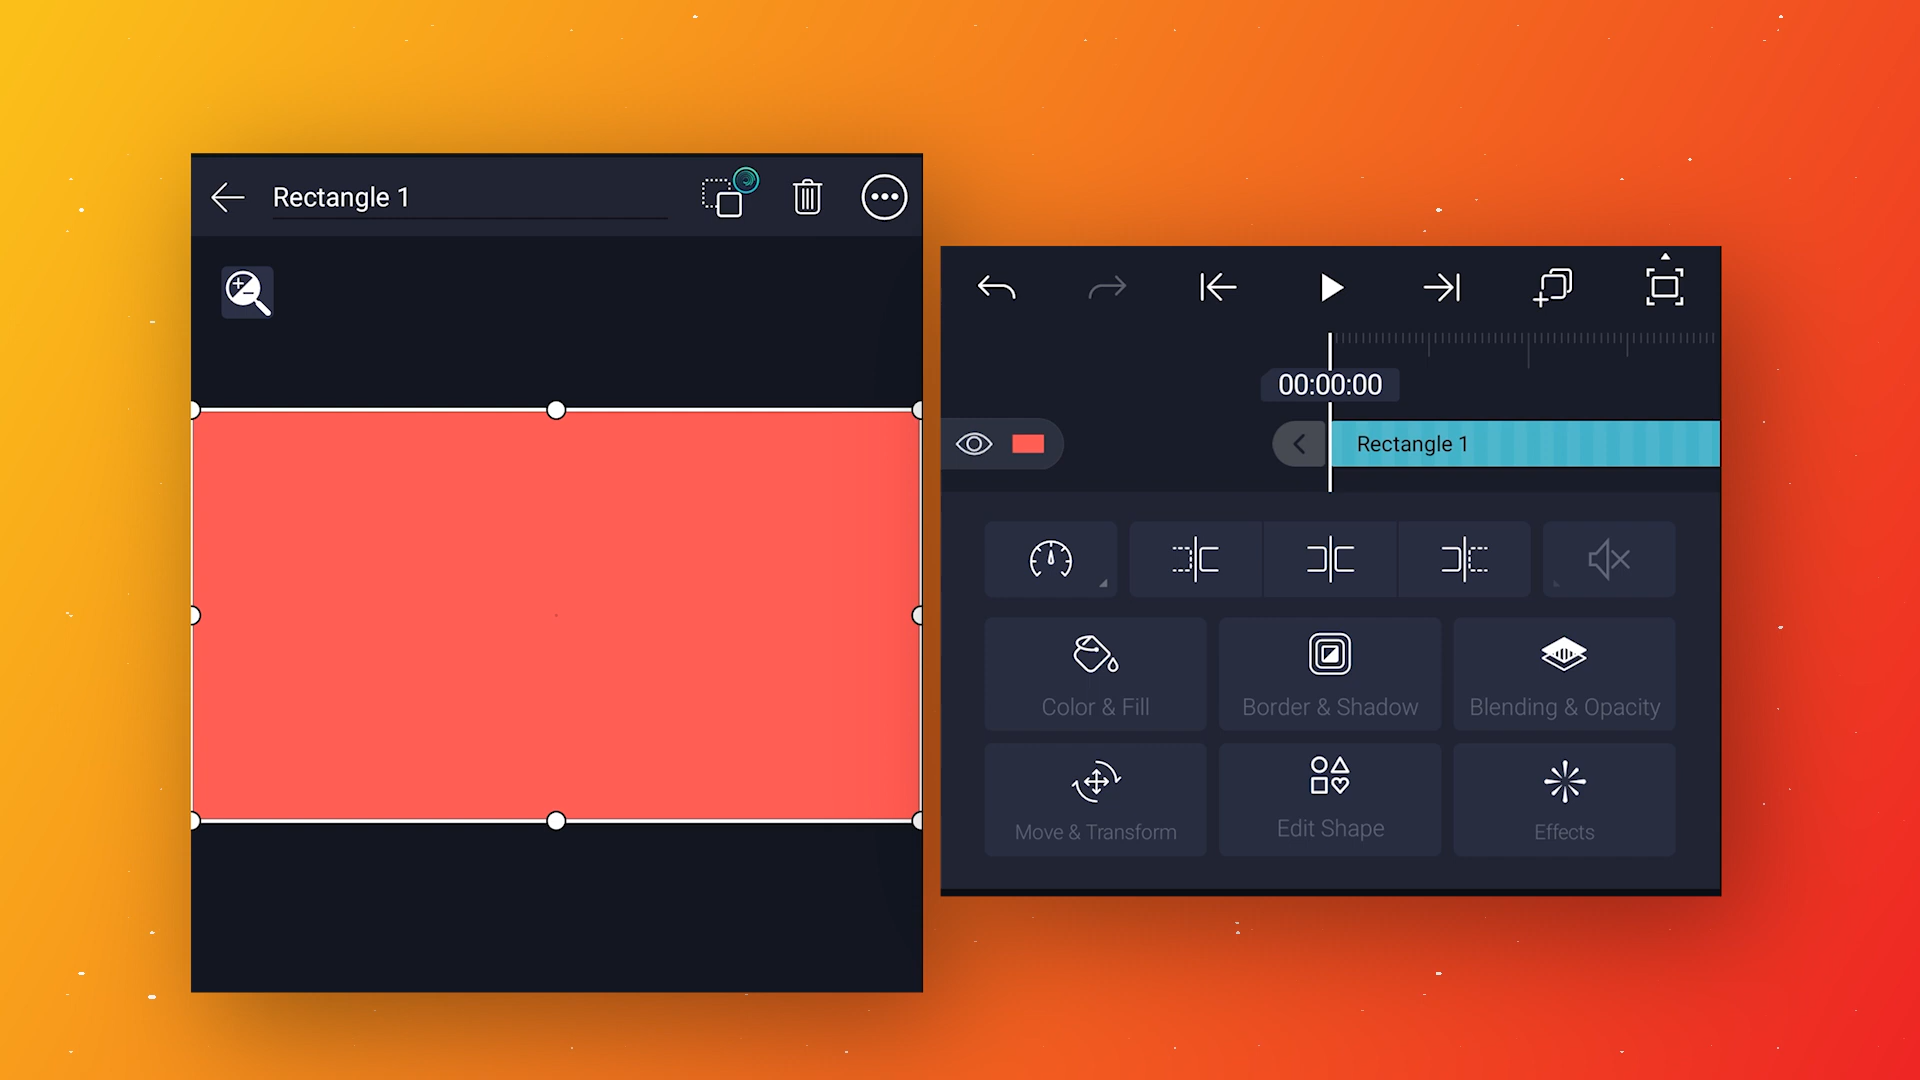 Rectangle 1
00:00:00
Rectangle 1
Color & Fill
Border & Shadow
Blending & Opacity
Move & Transform
Edit Shape
Effects